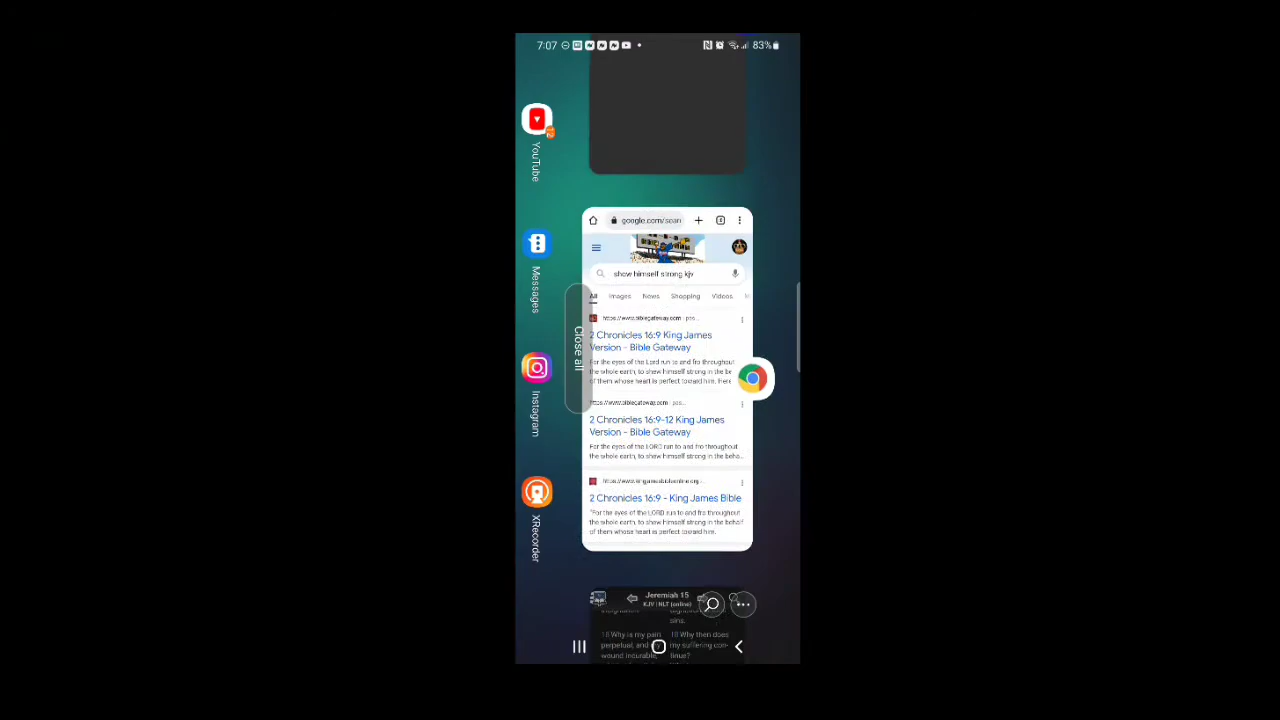 7:07
83%
YouTube
Messages
Instagram
XRecorder
Close all
google.com/sear
show himself strong kjv
All Images News Shopping Videos
https://www.biblegateway.com
2 Chronicles 16:9 King James
Version - Bible Gateway
For the eyes of the Lord run to and fro throughout
the whole earth, to shew himself strong in the beha
of them whose heart is perfect toward him. Here
https://www.biblegateway.com
2 Chronicles 16:9-12 King James
Version - Bible Gateway
For the eyes of the LORD run to and fro throughout
the whole earth, to shew himself strong in the beha...
https://www.kingjamesbibleonline.org
2 Chronicles 16:9 - King James Bible
"For the eyes of the LORD run to and fro throughout
the whole earth, to shew himself strong in the behalf
of them whose heart is perfect toward him.
Jeremiah 15
KJV | NLT (online)
sins.
18 Why is my pain
perpetual, and my
wound incurable,
18 Why then does
my suffering con-
tinue?